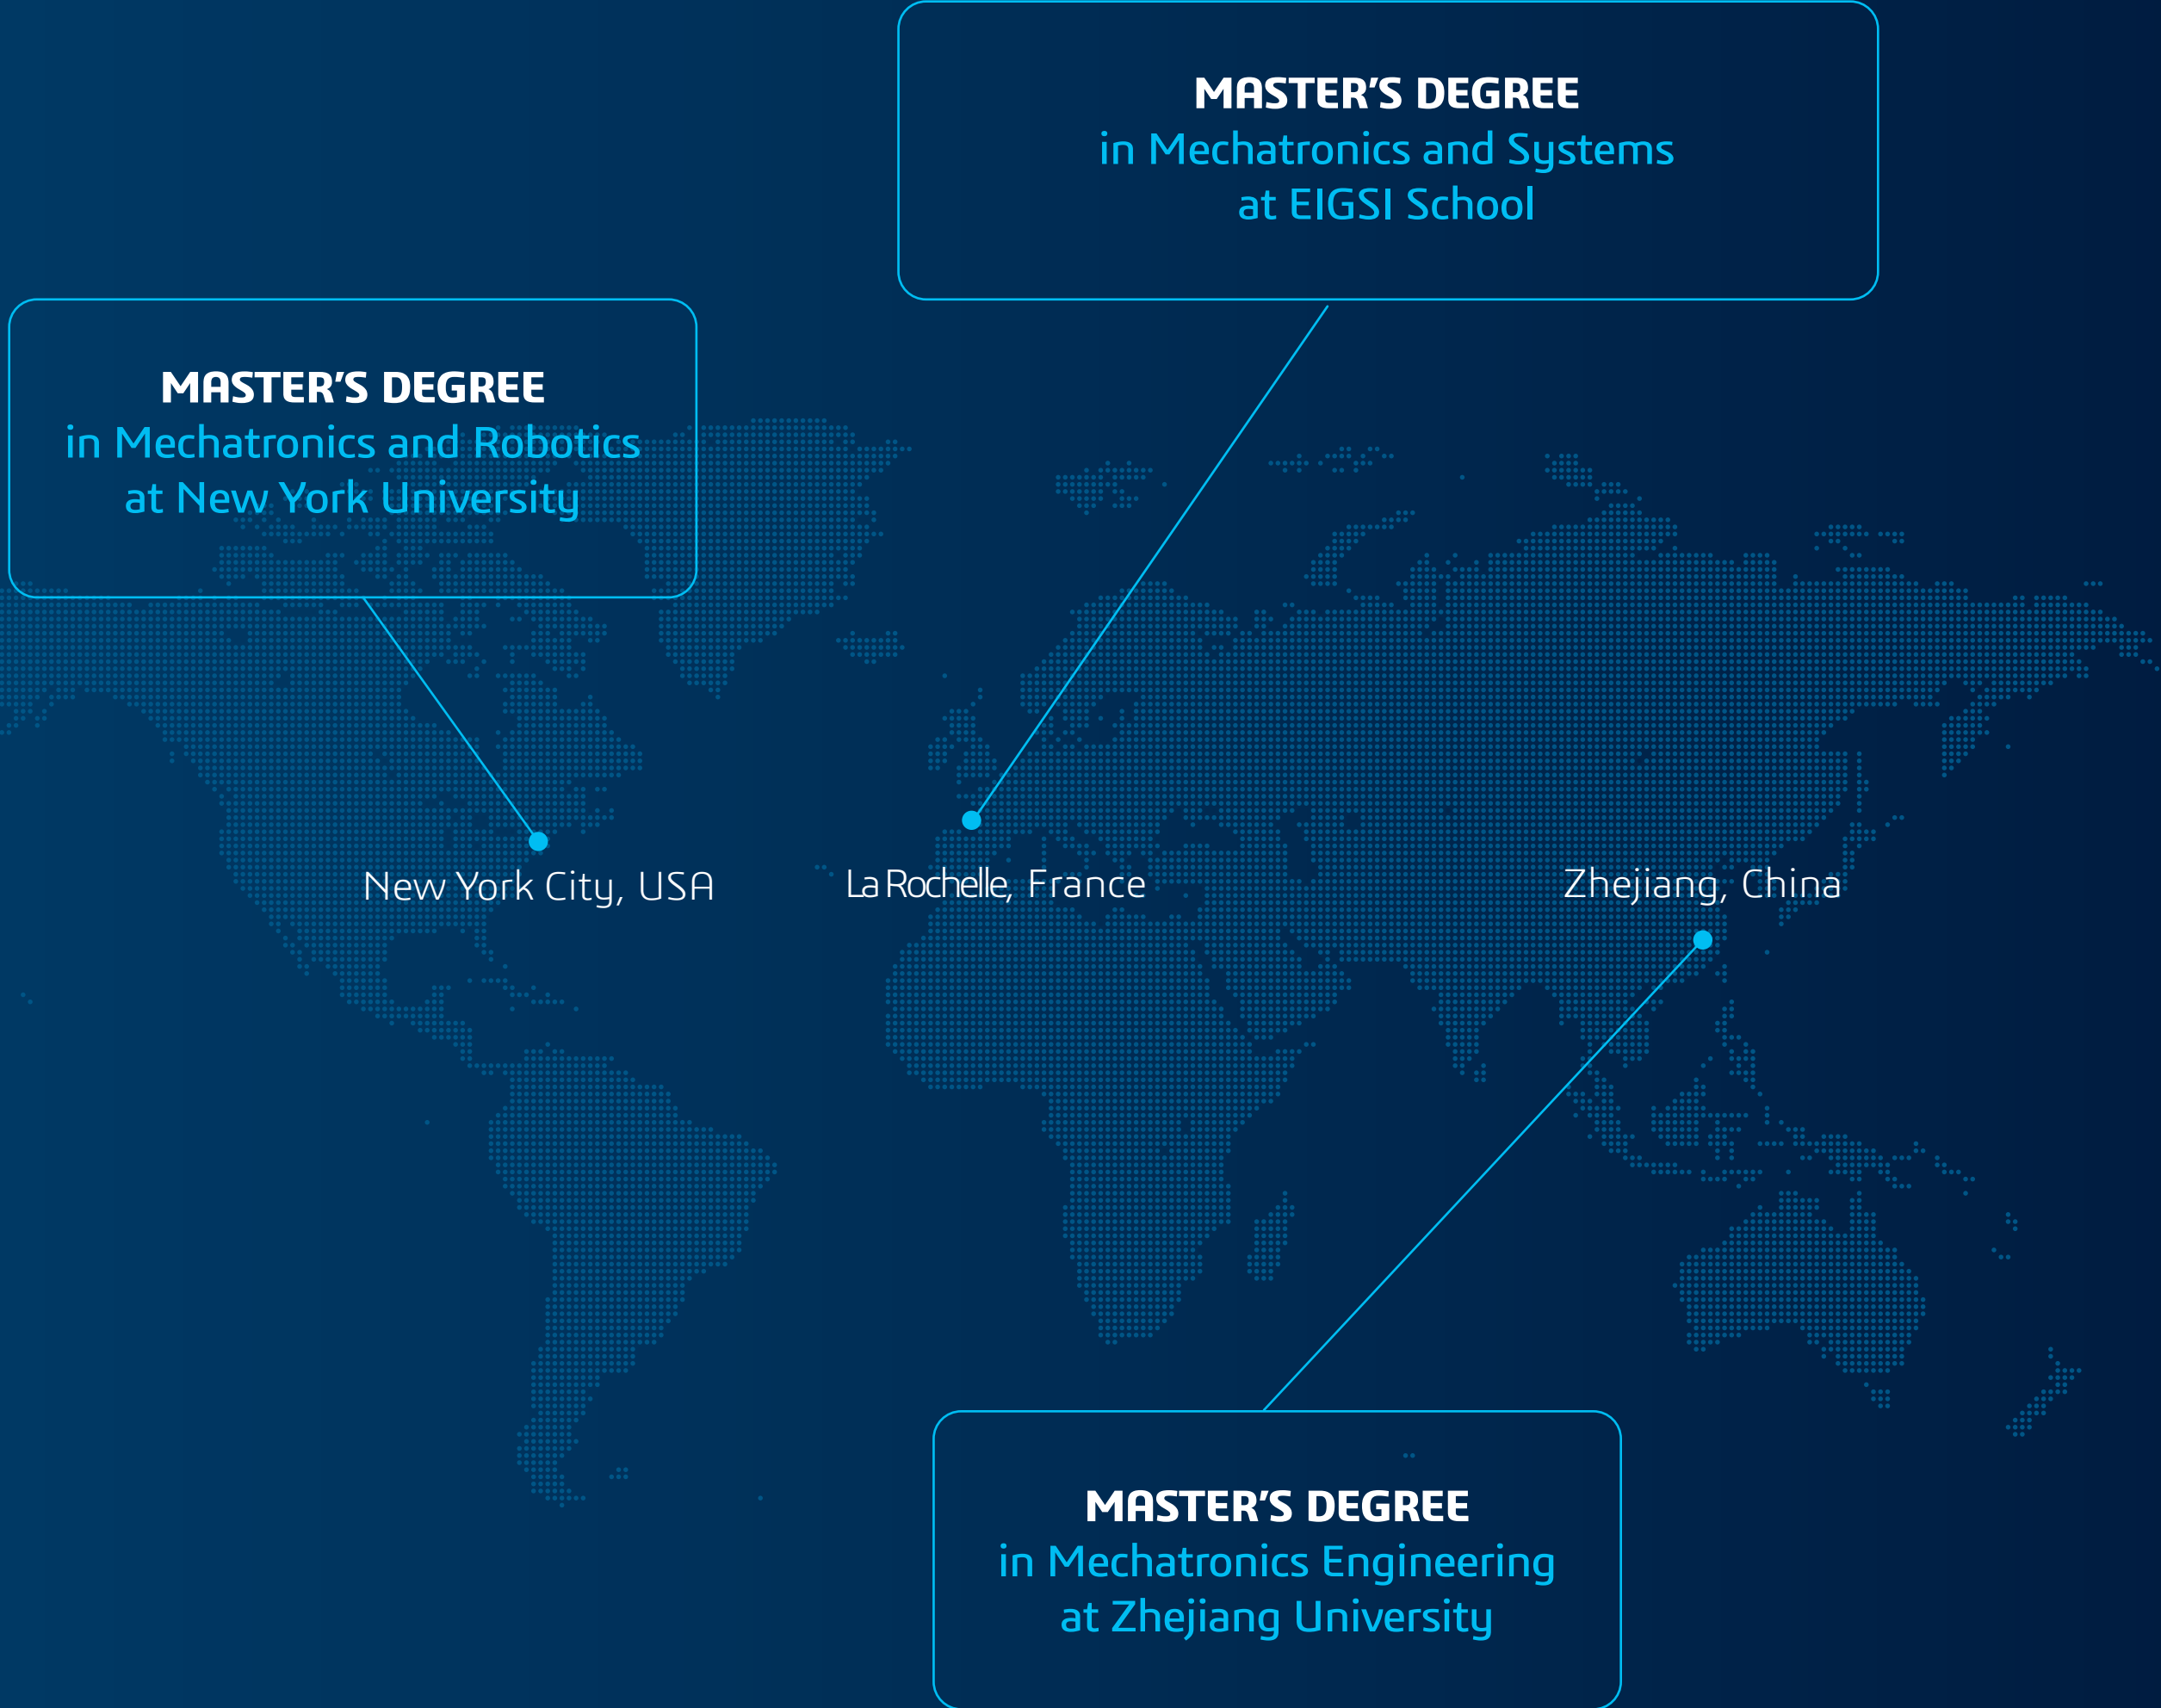 MASTER'S DEGREE
in Mechatronics and Systems
at EIGSI School
MASTER'S DEGREE
in Mechatronics and Robotics
at New York University
New York City, USA
La Rochelle, France
Zhejiang, China
MASTER'S DEGREE
in Mechatronics Engineering
at Zhejiang University